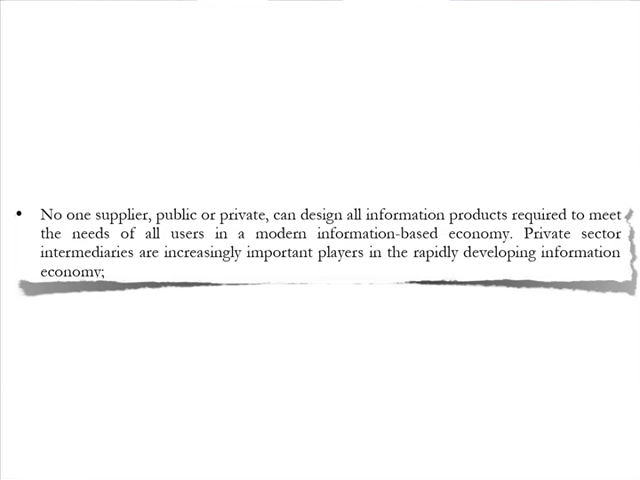 • No one supplier, public or private, can design all information products required to meet
the needs of all users in a modern information-based economy. Private sector
intermediaries are increasingly important players in the rapidly developing information
economy;